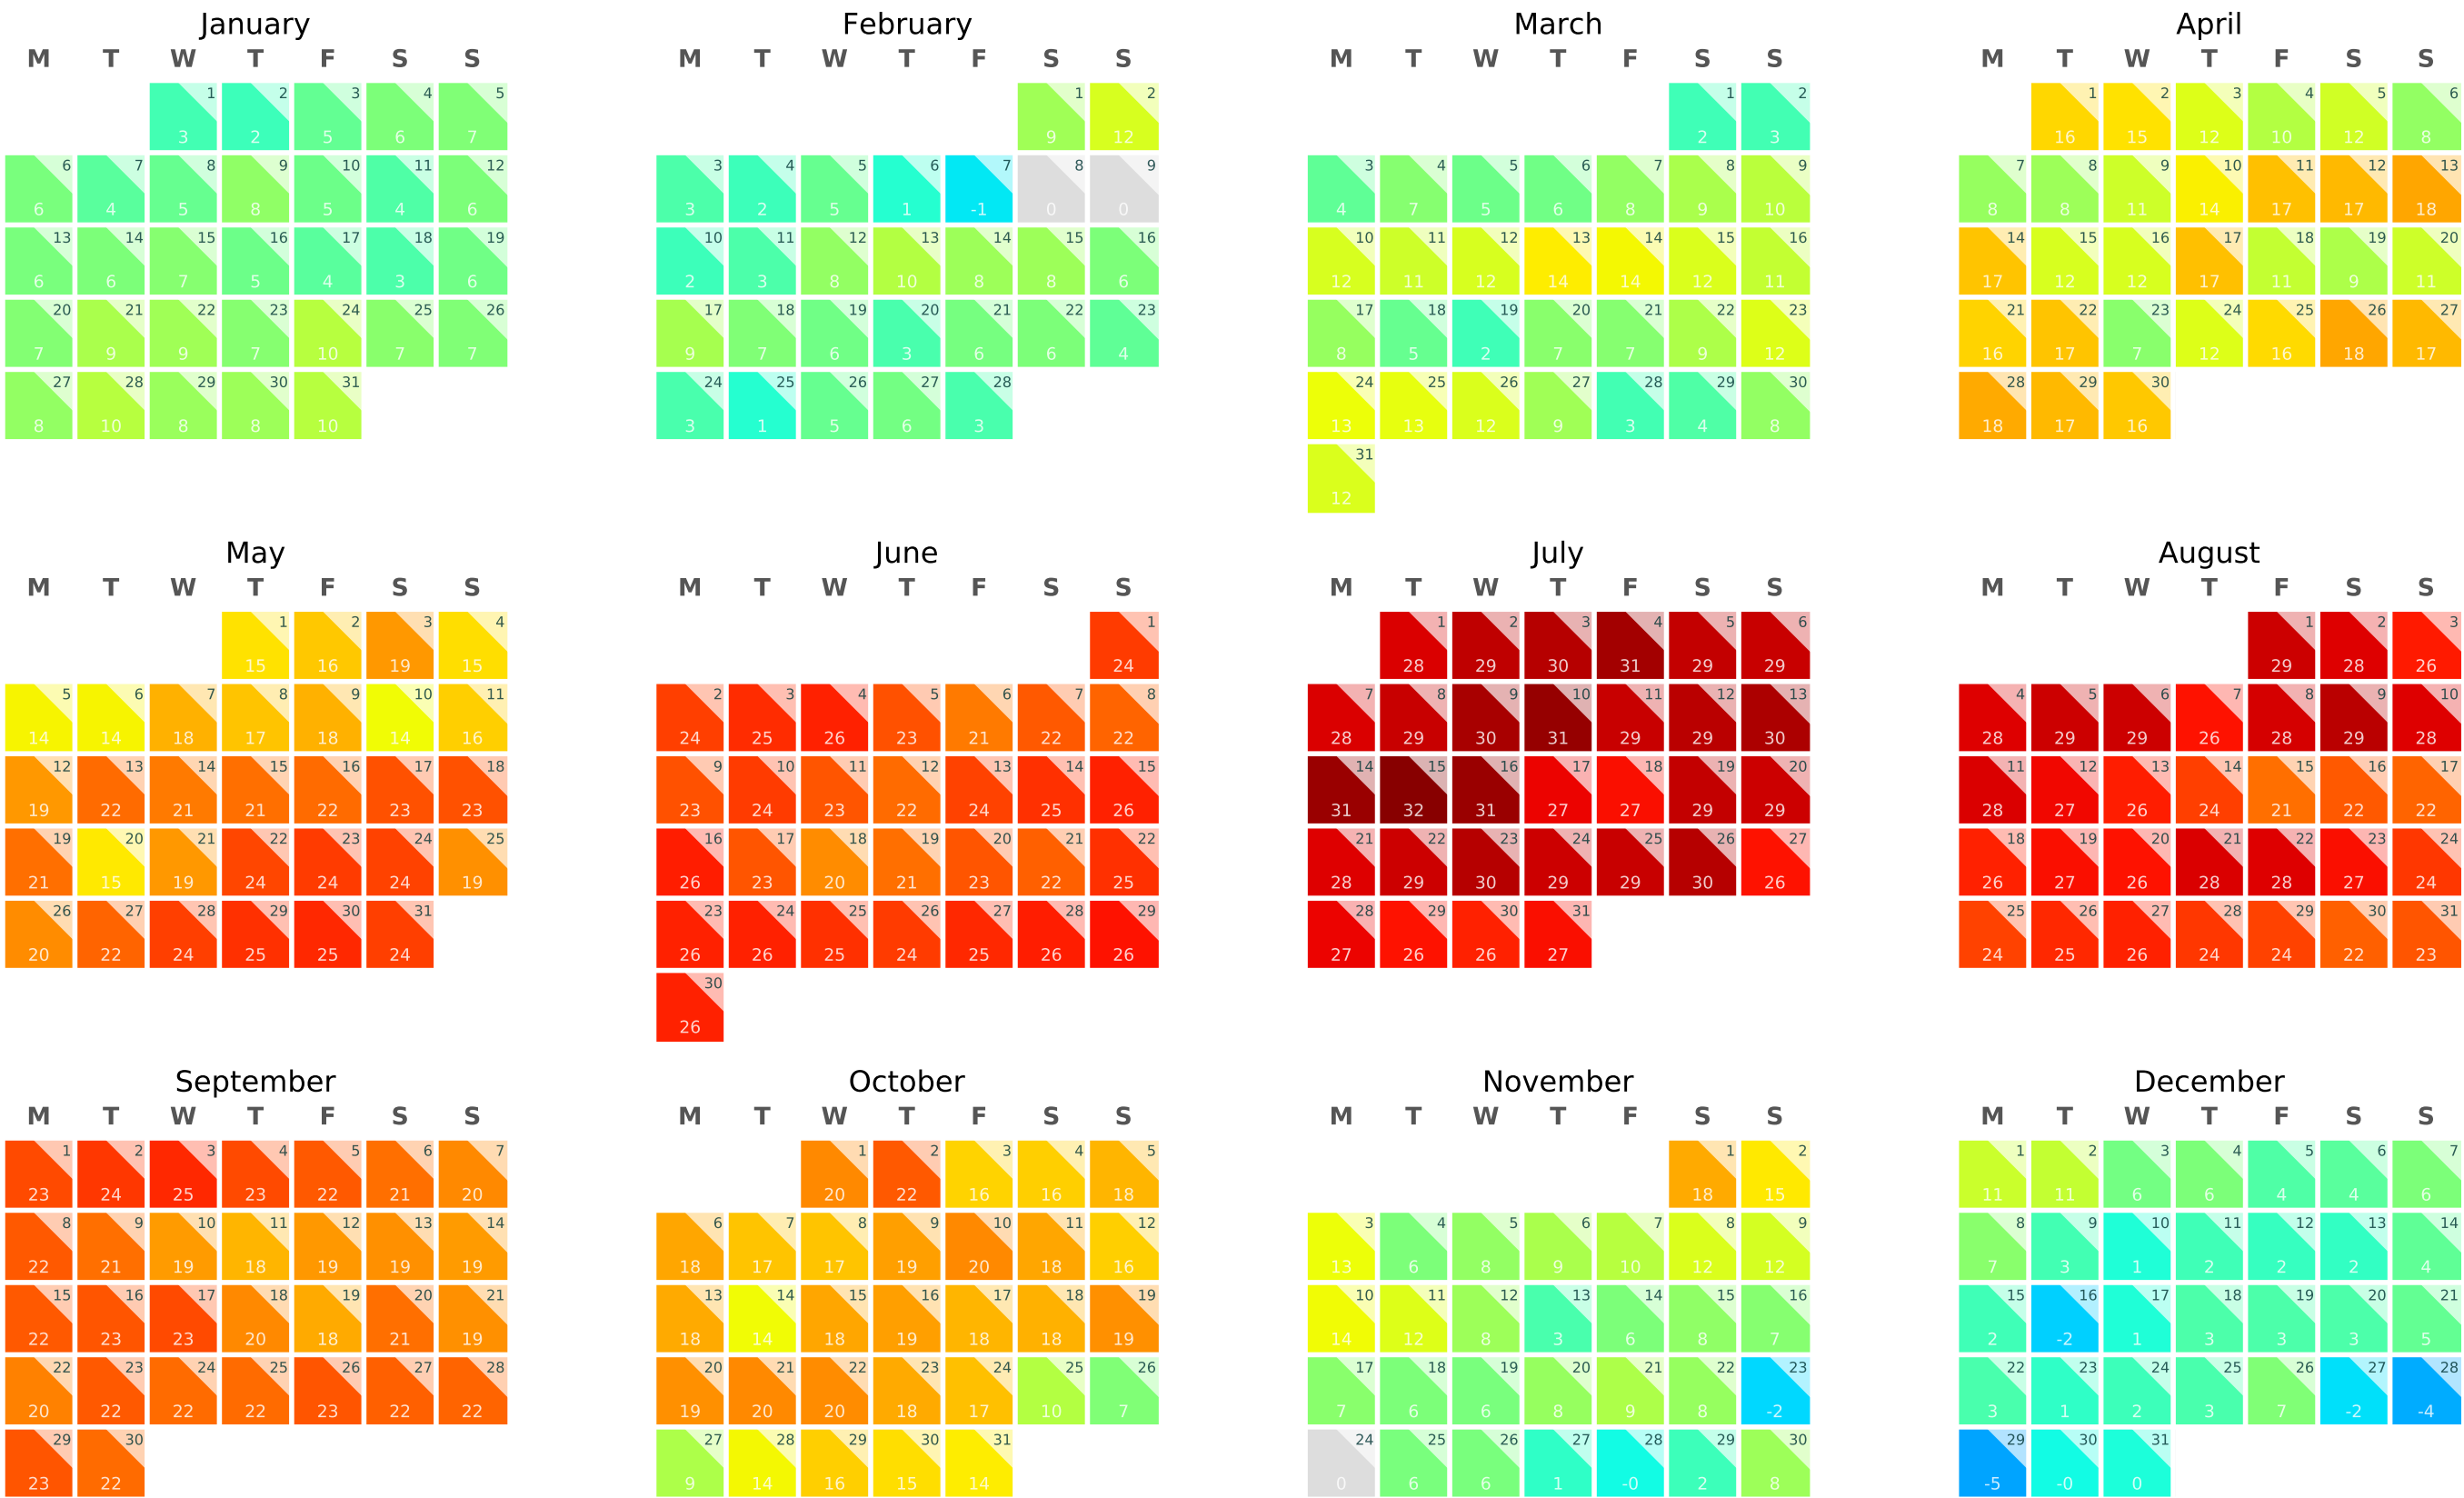 January February March April
M T W T F S S M T W T F S S M T W T F S S M T W T F S S
1 2 3 4 5 1 2 1 2 1 2 3 4 5 6
3 2 5 6 7 9 12 2 3 16 15 12 10 12 8
6 7 8 9 10 11 12 3 4 5 6 7 8 9 3 4 5 6 7 8 9 7 8 9 10 11 12 13
6 4 5 8 5 4 6 3 2 5 1 -1 0 0 4 7 5 6 8 9 10 8 8 11 14 17 17 18
13 14 15 16 17 18 19 10 11 12 13 14 15 16 10 11 12 13 14 15 16 14 15 16 17 18 19 20
6 6 7 5 4 3 6 2 3 8 10 8 8 6 12 11 12 14 14 12 11 17 12 12 17 11 9 11
20 21 22 23 24 25 26 17 18 19 20 21 22 23 17 18 19 20 21 22 23 21 22 23 24 25 26 27
7 9 9 7 10 7 7 9 7 6 3 6 6 4 8 5 2 7 7 9 12 16 17 7 12 16 18 17
27 28 29 30 31 24 25 26 27 28 24 25 26 27 28 29 30 28 29 30
8 10 8 8 10 3 1 5 6 3 13 13 12 9 3 4 8 18 17 16
31
12
May June July August
M T W T F S S M T W T F S S M T W T F S S M T W T F S S
1 2 3 4 1 1 2 3 4 5 6 1 2 3
15 16 19 15 24 28 29 30 31 29 29 29 28 26
5 6 7 8 9 10 11 2 3 4 5 6 7 8 7 8 9 10 11 12 13 4 5 6 7 8 9 10
14 14 18 17 18 14 16 24 25 26 23 21 22 22 28 29 30 31 29 29 30 28 29 29 26 28 29 28
12 13 14 15 16 17 18 9 10 11 12 13 14 15 14 15 16 17 18 19 20 11 12 13 14 15 16 17
19 22 21 21 22 23 23 23 24 23 22 24 25 26 31 32 31 27 27 29 29 28 27 26 24 21 22 22
19 20 21 22 23 24 25 16 17 18 19 20 21 22 21 22 23 24 25 26 27 18 19 20 21 22 23 24
21 15 19 24 24 24 19 26 23 20 21 23 22 25 28 29 30 29 29 30 26 26 27 26 28 28 27 24
26 27 28 29 30 31 23 24 25 26 27 28 29 28 29 30 31 25 26 27 28 29 30 31
20 22 24 25 25 24 26 26 25 24 25 26 26 27 26 26 27 24 25 26 24 24 22 23
30
26
September October November December
M T W T F S S M T W T F S S M T W T F S S M T W T F S S
1 2 3 4 5 6 7 1 2 3 4 5 1 2 1 2 3 4 5 6 7
23 24 25 23 22 21 20 20 22 16 16 18 18 15 11 11 6 6 4 4 6
8 9 10 11 12 13 14 6 7 8 9 10 11 12 3 4 5 6 7 8 9 8 9 10 11 12 13 14
22 21 19 18 19 19 19 18 17 17 19 20 18 16 13 6 8 9 10 12 12 7 3 1 2 2 2 4
15 16 17 18 19 20 21 13 14 15 16 17 18 19 10 11 12 13 14 15 16 15 16 17 18 19 20 21
22 23 23 20 18 21 19 18 14 18 19 18 18 19 14 12 8 3 6 8 7 2 -2 1 3 3 3 5
22 23 24 25 26 27 28 20 21 22 23 24 25 26 17 18 19 20 21 22 23 22 23 24 25 26 27 28
20 22 22 22 23 22 22 19 20 20 18 17 10 7 7 6 6 8 9 8 -2 3 1 2 3 7 -2 -4
29 30 27 28 29 30 31 24 25 26 27 28 29 30 29 30 31
23 22 9 14 16 15 14 0 6 6 1 -0 2 8 -5 -0 0